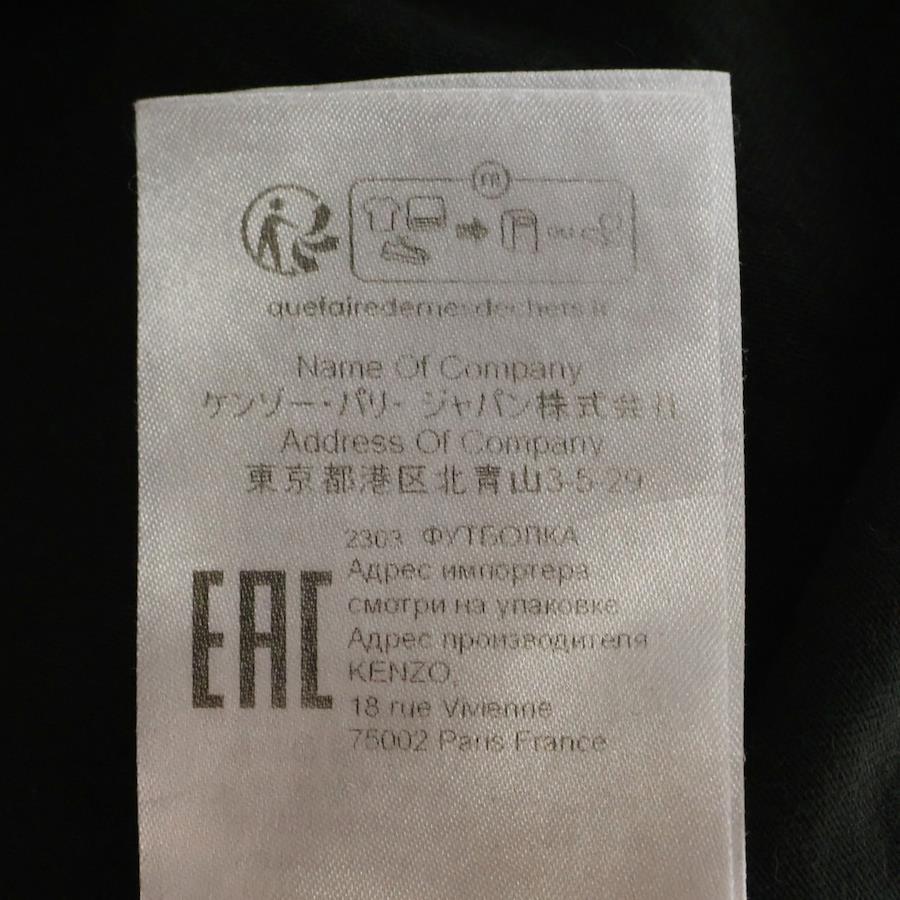 FR
OU
quefairedemesdechets.fr
Name Of Company
ケンゾー・パリ- ジャパン株式会社
Address Of Company
東京都港区北青山3-5-29
2303 ФУТБОЛКА
Адрес импортера
смотри на упаковке
EAC
Адрес производителя
KENZO,
18 rue Vivienne
75002 Paris France